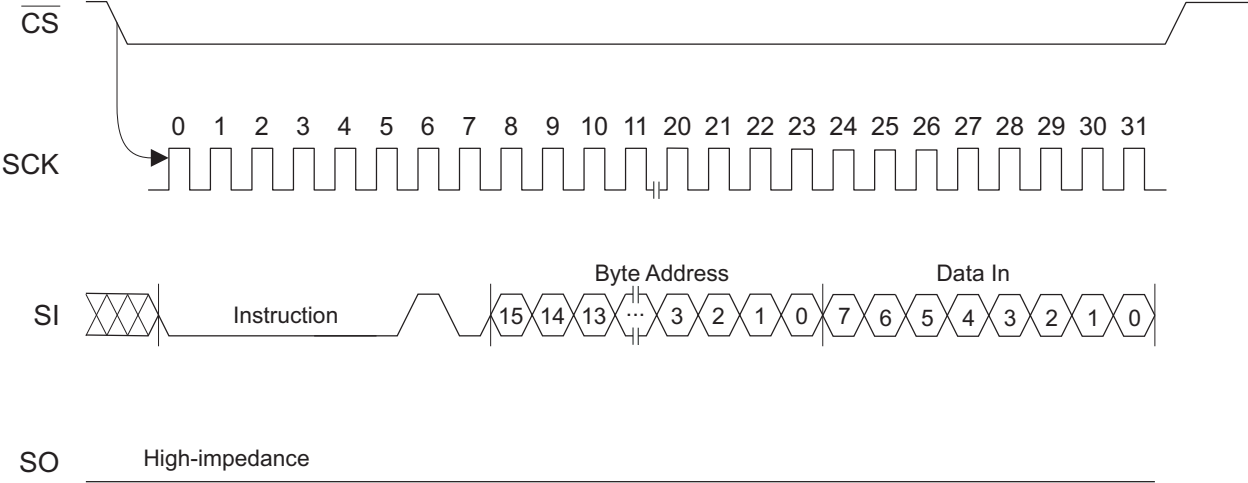 CS
0 1 2 3 4 5 6 7 8 9 10 11 20 21 22 23 24 25 26 27 28 29 30 31
SCK
Byte Address Data In
SI Instruction 15 14 13 ... 3 2 1 0 7 6 5 4 3 2 1 0
High-impedance
SO